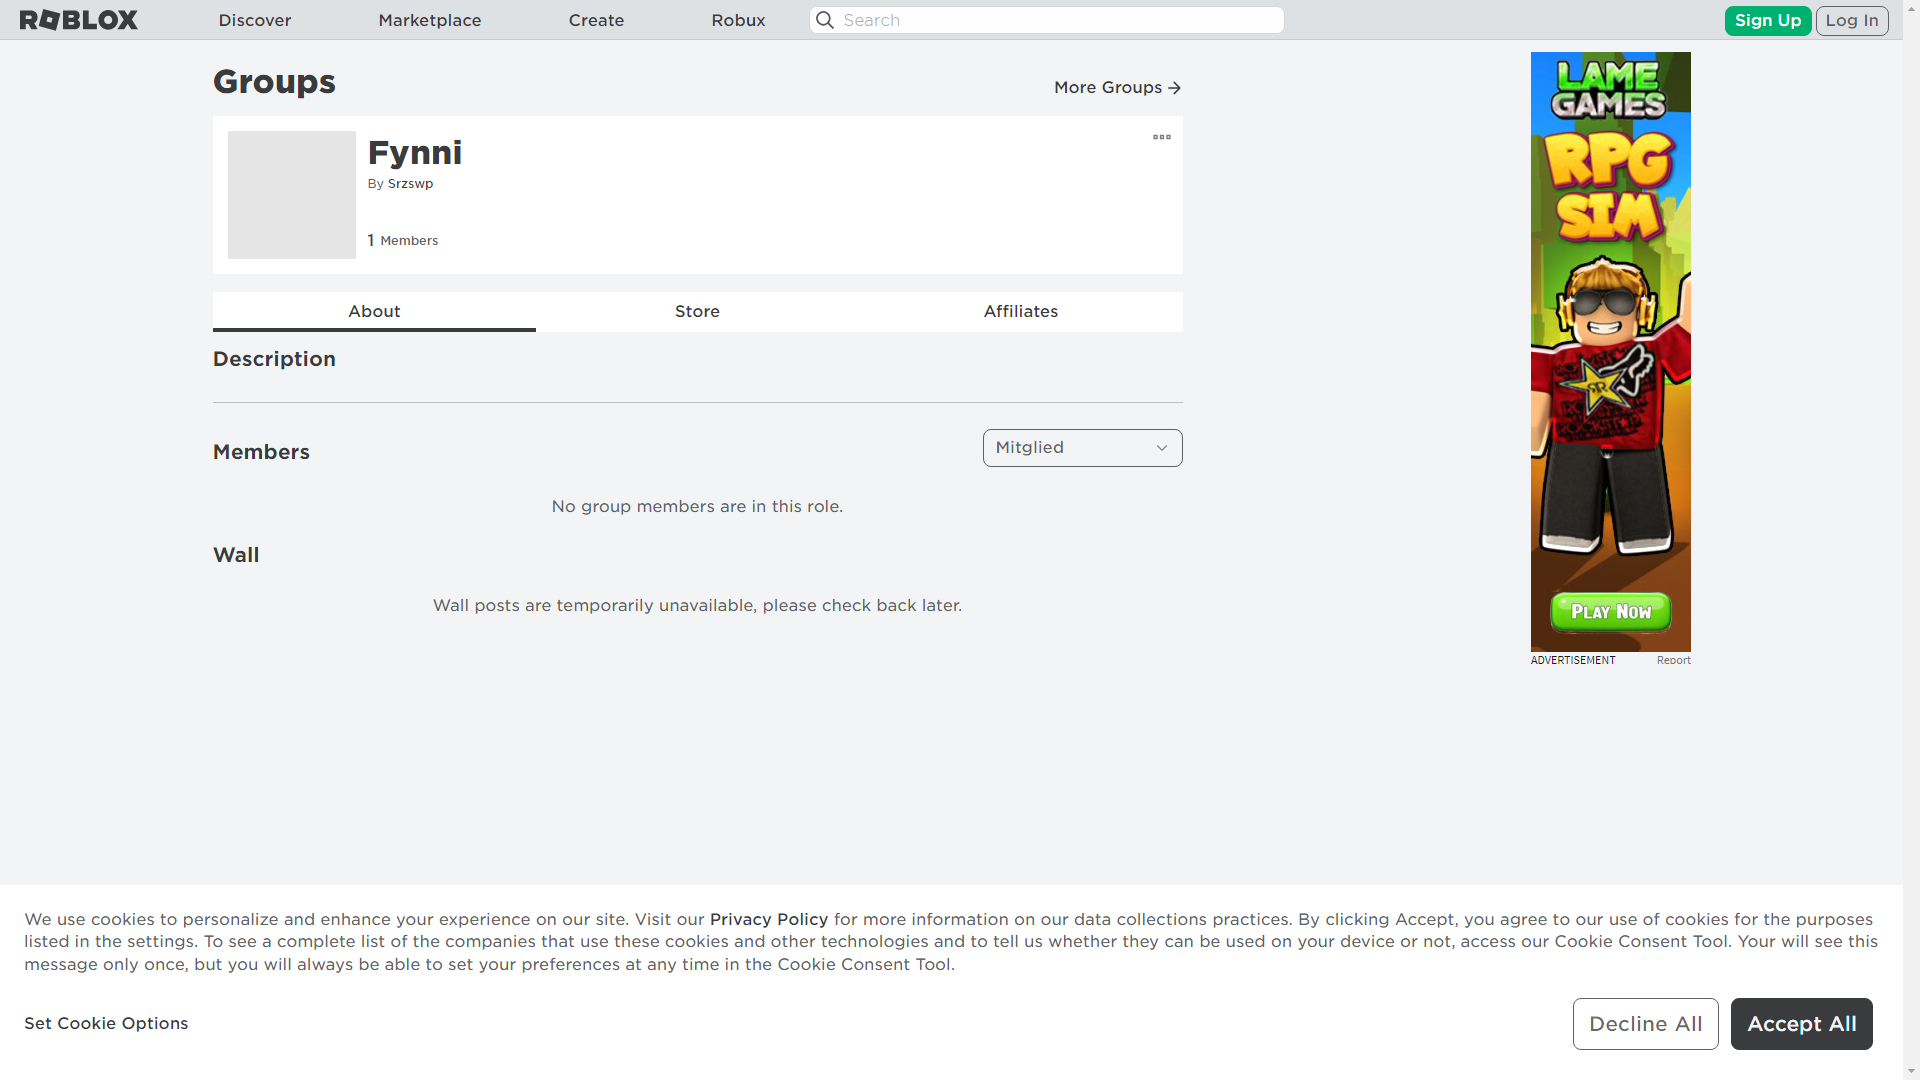 ROBLOX
Discover
Marketplace
Create
Robux
Search
Sign Up
Log In
Groups
More Groups
Fynni
By Srzswp
1 Members
About
Store
Affiliates
Description
Members
Mitglied
No group members are in this role.
Wall
Wall posts are temporarily unavailable, please check back later.
LAME
GAMES
RPG
SIM
R R
ROCKSTAR
PLAY NOW
ADVERTISEMENT
Report
We use cookies to personalize and enhance your experience on our site. Visit our Privacy Policy for more information on our data collections practices. By clicking Accept, you agree to our use of cookies for the purposes
listed in the settings. To see a complete list of the companies that use these cookies and other technologies and to tell us whether they can be used on your device or not, access our Cookie Consent Tool. Your will see this
message only once, but you will always be able to set your preferences at any time in the Cookie Consent Tool.
Set Cookie Options
Decline All
Accept All